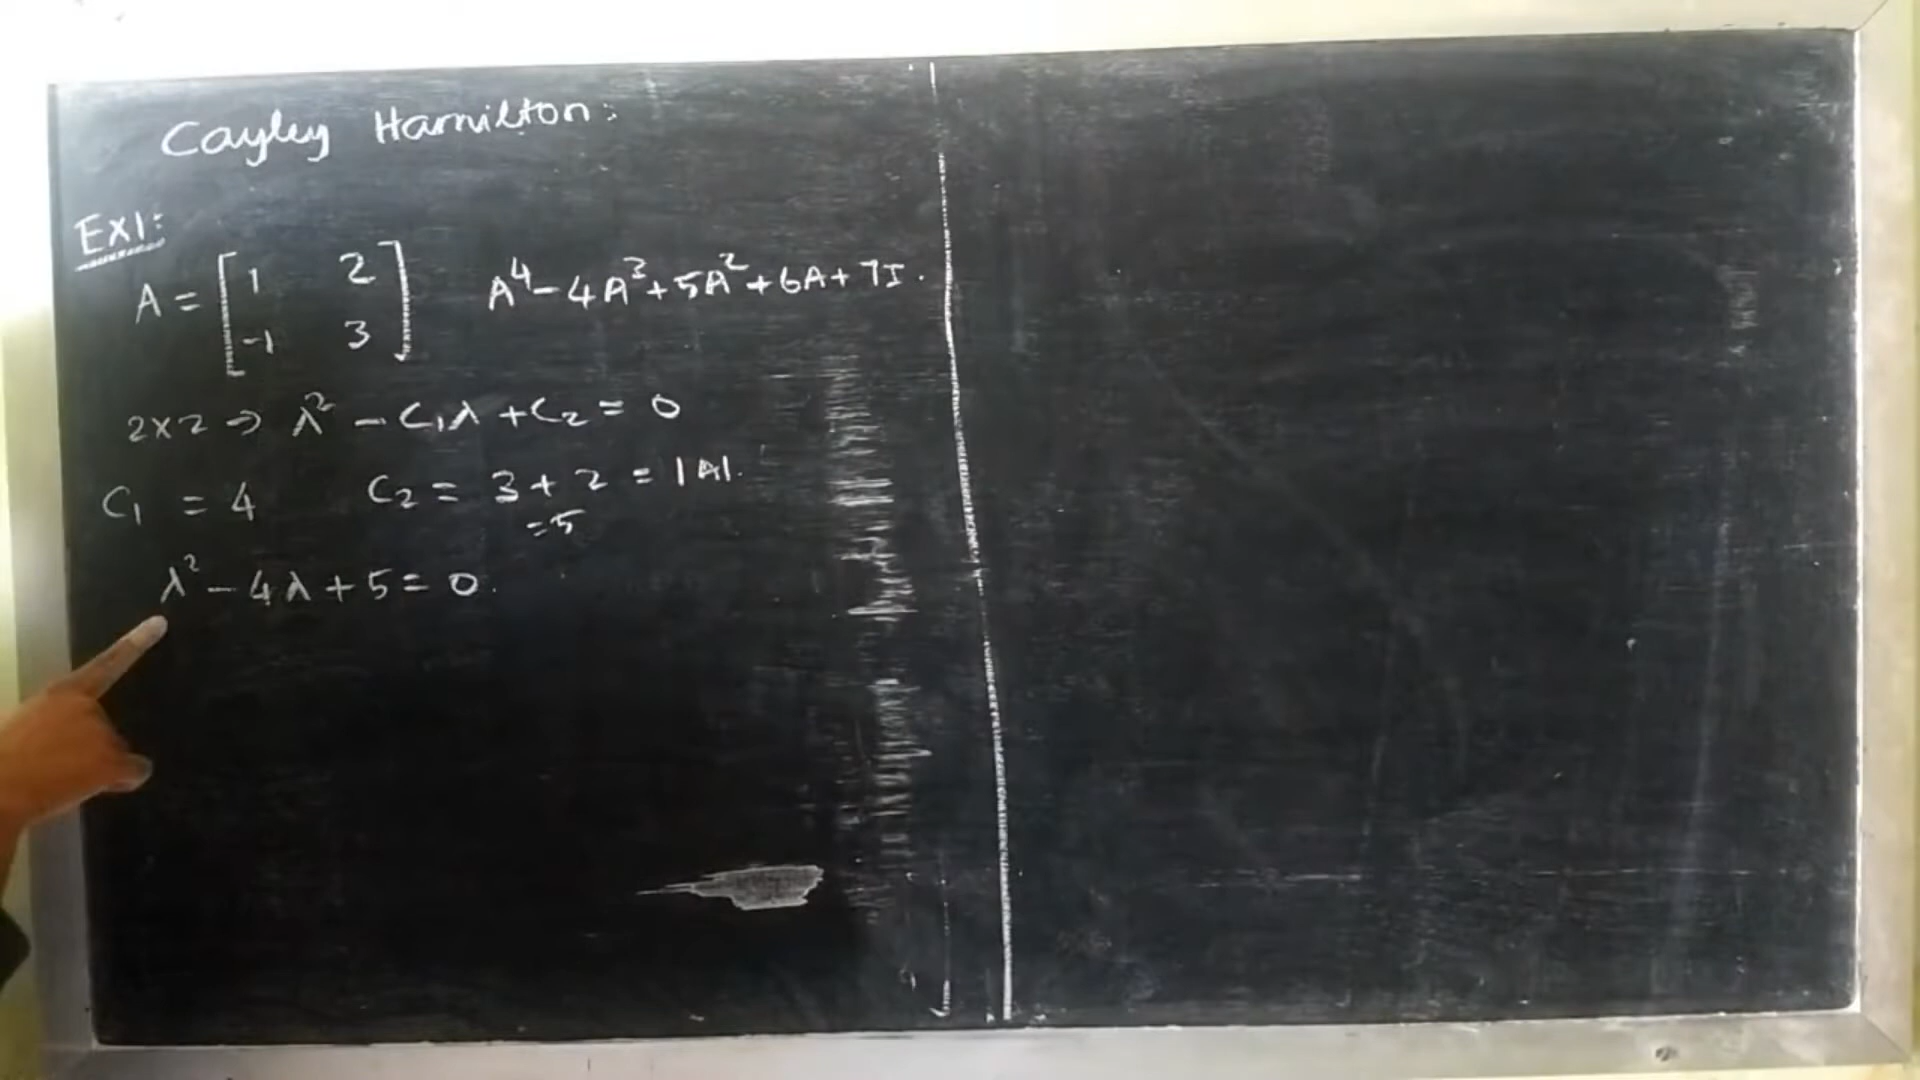 Cayley Hamilton:
Ex1:
A = [1 2
-1 3] A⁴ - 4A³ + 5A² + 6A + 7I.
2x2 → λ² - C₁λ + C₂ = 0
C₁ = 4 C₂ = 3 + 2 = |A|.
= 5
λ² - 4λ + 5 = 0.